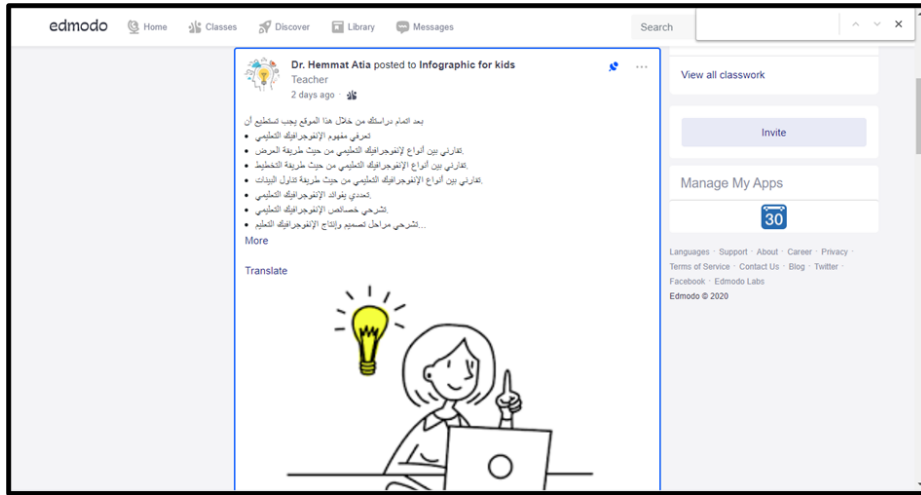 edmodo
Home
Classes
Discover
Library
Messages
Search
Dr. Hemmat Atia posted to Infographic for kids
Teacher
2 days ago ·
بعد اتمام دراستك من خلال هذا الموقع يجب تستطيع أن
• تعرفي مفهوم الإنفوجرافيك التعليمي
• تقارني بين أنواع لإنفوجرافيك التعليمي من حيث طريقة العرض.
• تقارني بين أنواع الإنفوجرافيك التعليمي من حيث طريقة التخطيط.
• تقارني بين أنواع الإنفوجرافيك التعليمي من حيث طريقة تناول البينات.
• تعددي بفوائد الإنفوجرافيك التعليمي.
• تشرحي خصائص الإنفوجرافيك التعليمي.
• تشرحي مراحل تصميم وإنتاج الإنفوجرافيك التعليم...
More
Translate
View all classwork
Invite
Manage My Apps
30
Languages · Support · About · Career · Privacy ·
Terms of Service · Contact Us · Blog · Twitter ·
Facebook · Edmodo Labs
Edmodo © 2020